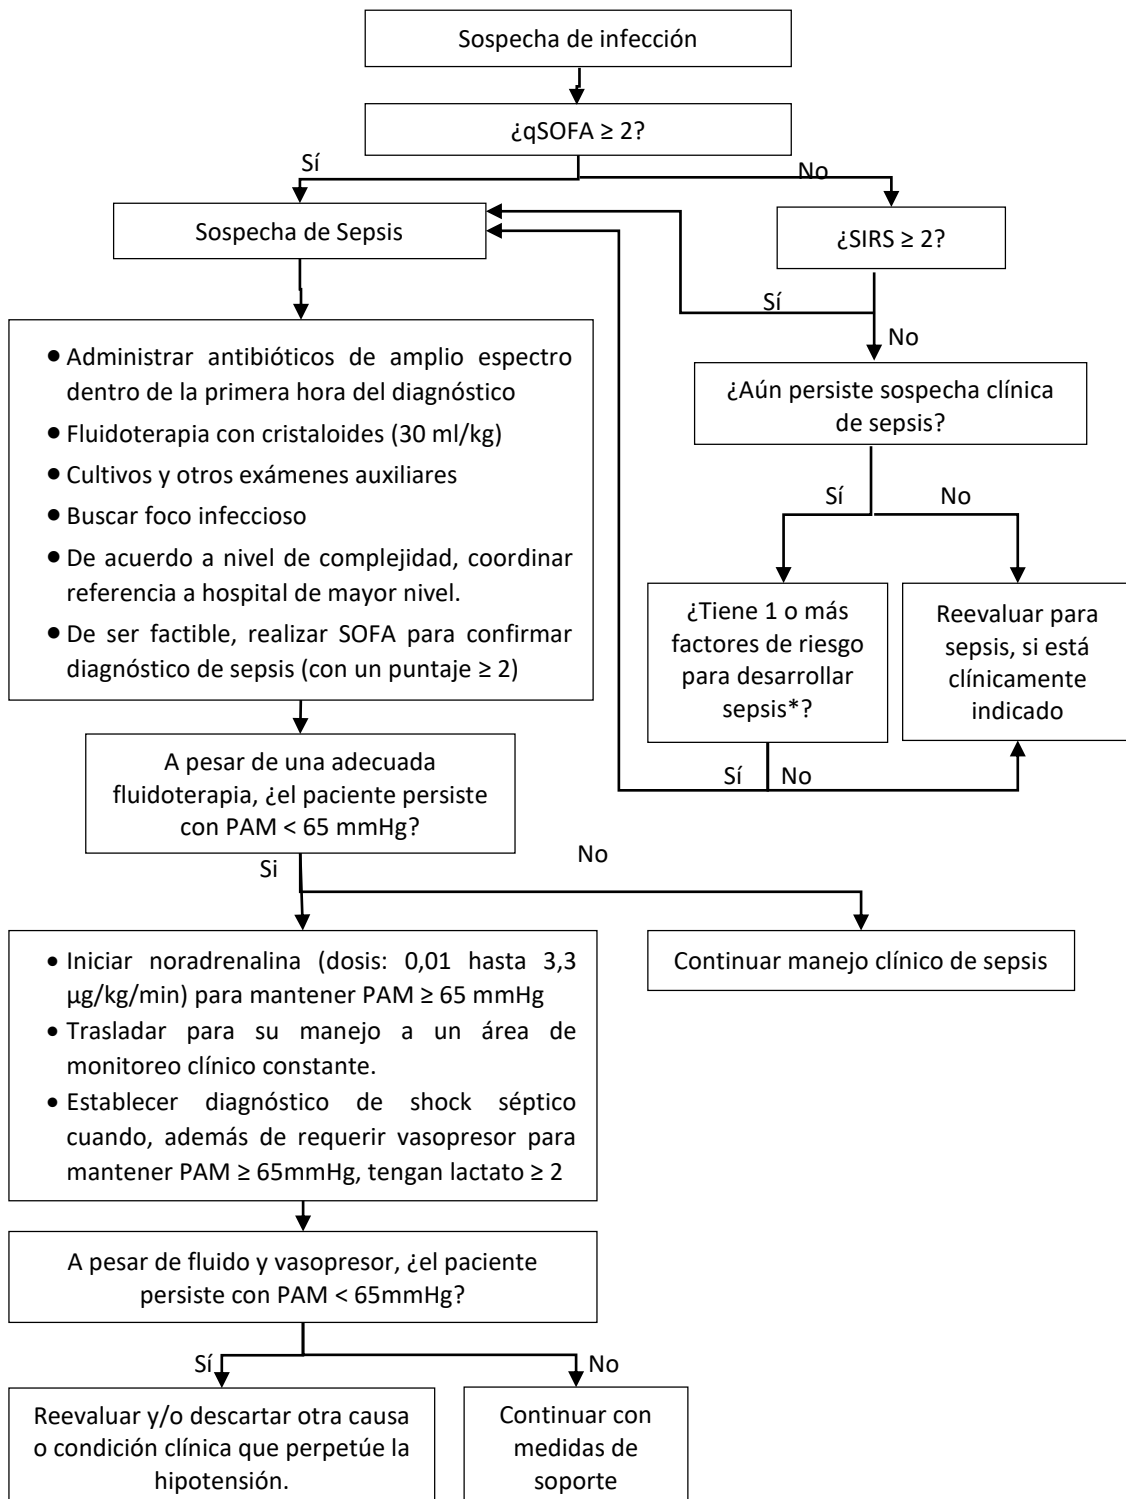 Sospecha de infección
¿qSOFA ≥ 2?
Sí
No
Sospecha de Sepsis
¿SIRS ≥ 2?
Sí
No
• Administrar antibióticos de amplio espectro
dentro de la primera hora del diagnóstico
• Fluidoterapia con cristaloides (30 ml/kg)
• Cultivos y otros exámenes auxiliares
• Buscar foco infeccioso
• De acuerdo a nivel de complejidad, coordinar
referencia a hospital de mayor nivel.
• De ser factible, realizar SOFA para confirmar
diagnóstico de sepsis (con un puntaje ≥ 2)
¿Aún persiste sospecha clínica
de sepsis?
Sí
No
¿Tiene 1 o más
factores de riesgo
para desarrollar
sepsis*?
Reevaluar para
sepsis, si está
clínicamente
indicado
Sí
No
A pesar de una adecuada
fluidoterapia, ¿el paciente persiste
con PAM < 65 mmHg?
Si
No
• Iniciar noradrenalina (dosis: 0,01 hasta 3,3
µg/kg/min) para mantener PAM ≥ 65 mmHg
• Trasladar para su manejo a un área de
monitoreo clínico constante.
• Establecer diagnóstico de shock séptico
cuando, además de requerir vasopresor para
mantener PAM ≥ 65mmHg, tengan lactato ≥ 2
Continuar manejo clínico de sepsis
A pesar de fluido y vasopresor, ¿el paciente
persiste con PAM < 65mmHg?
Sí
No
Reevaluar y/o descartar otra causa
o condición clínica que perpetúe la
hipotensión.
Continuar con
medidas de
soporte